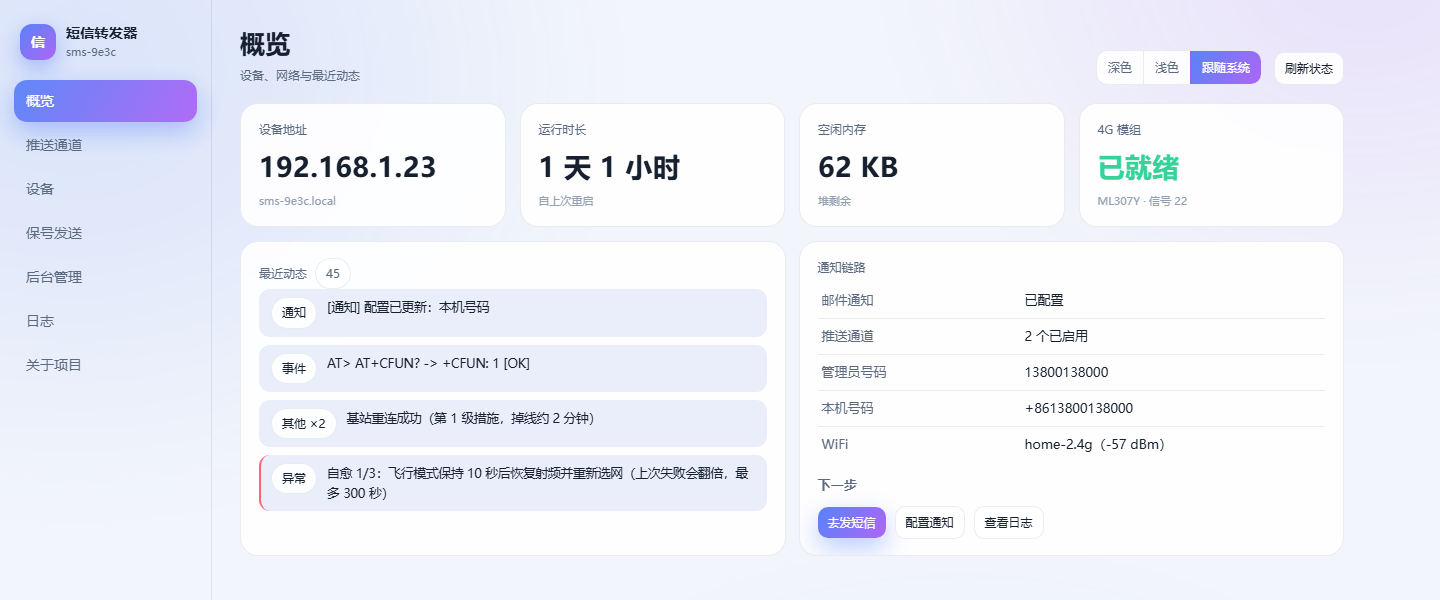 信
短信转发器
sms-9e3c
概览
推送通道
设备
保号发送
后台管理
日志
关于项目
概览
设备、网络与最近动态
深色
浅色
跟随系统
刷新状态
设备地址
192.168.1.23
sms-9e3c.local
运行时长
1 天 1 小时
自上次重启
空闲内存
62 KB
堆剩余
4G 模组
已就绪
ML307Y · 信号 22
最近动态 45
通知 [通知] 配置已更新：本机号码
事件 AT> AT+CFUN? -> +CFUN: 1 [OK]
其他 ×2 基站重连成功（第 1 级措施，掉线约 2 分钟）
异常 自愈 1/3：飞行模式保持 10 秒后恢复射频并重新选网（上次失败会翻倍，最
多 300 秒）
通知链路
邮件通知 已配置
推送通道 2 个已启用
管理员号码 13800138000
本机号码 +8613800138000
WiFi home-2.4g（-57 dBm）
下一步
去发短信
配置通知
查看日志